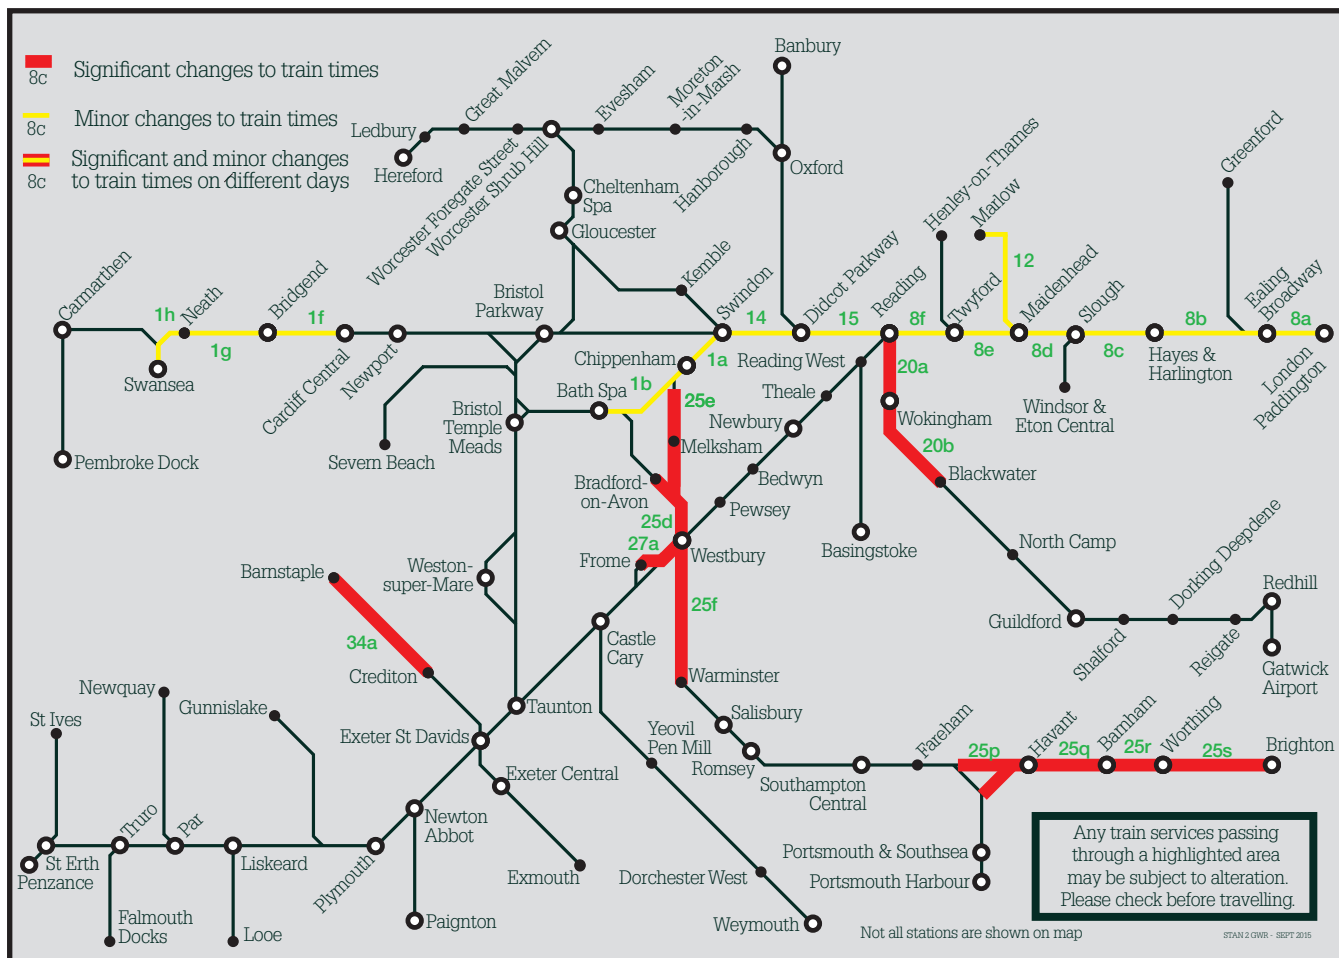 8c
Significant changes to train times
8c
Minor changes to train times
8c
Significant and minor changes
to train times on different days
Banbury
Great Malvern
Evesham
Moreton
-in-Marsh
Ledbury
Hereford
Worcester Foregate Street
Worcester Shrub Hill
Hanborough
Oxford
Cheltenham
Spa
Gloucester
Henley-on-Thames
Marlow
Greenford
12
Carmarthen
1h
Neath
1g
Bridgend
1f
Cardiff Central
Newport
Bristol
Parkway
Kemble
Swindon
14
Didcot Parkway
15
Reading
8f
Twyford
8e
Maidenhead
8d
Slough
8c
Hayes &
Harlington
8b
Ealing
Broadway
8a
London
Paddington
Swansea
Pembroke Dock
Severn Beach
Bristol
Temple
Meads
Bath Spa
1b
Chippenham
1a
25e
Melksham
Bradford-
on-Avon
25d
27a
Frome
Westbury
25f
Reading West
Theale
Newbury
Bedwyn
Pewsey
Basingstoke
20a
Wokingham
20b
Blackwater
Windsor &
Eton Central
North Camp
Guildford
Shalford
Dorking Deepdene
Reigate
Redhill
Gatwick
Airport
Barnstaple
34a
Crediton
Weston-
super-Mare
Castle
Cary
Warminster
Taunton
Salisbury
Yeovil
Pen Mill
Romsey
Southampton
Central
Fareham
25p
Havant
25q
Barnham
25r
Worthing
25s
Brighton
Newquay
St Ives
Gunnislake
Exeter St Davids
Exeter Central
Newton
Abbot
Exmouth
Truro
Par
Liskeard
Plymouth
St Erth
Penzance
Falmouth
Docks
Looe
Paignton
Dorchester West
Weymouth
Portsmouth & Southsea
Portsmouth Harbour
Any train services passing
through a highlighted area
may be subject to alteration.
Please check before travelling.
Not all stations are shown on map
STAN 2 GWR - SEPT 2015